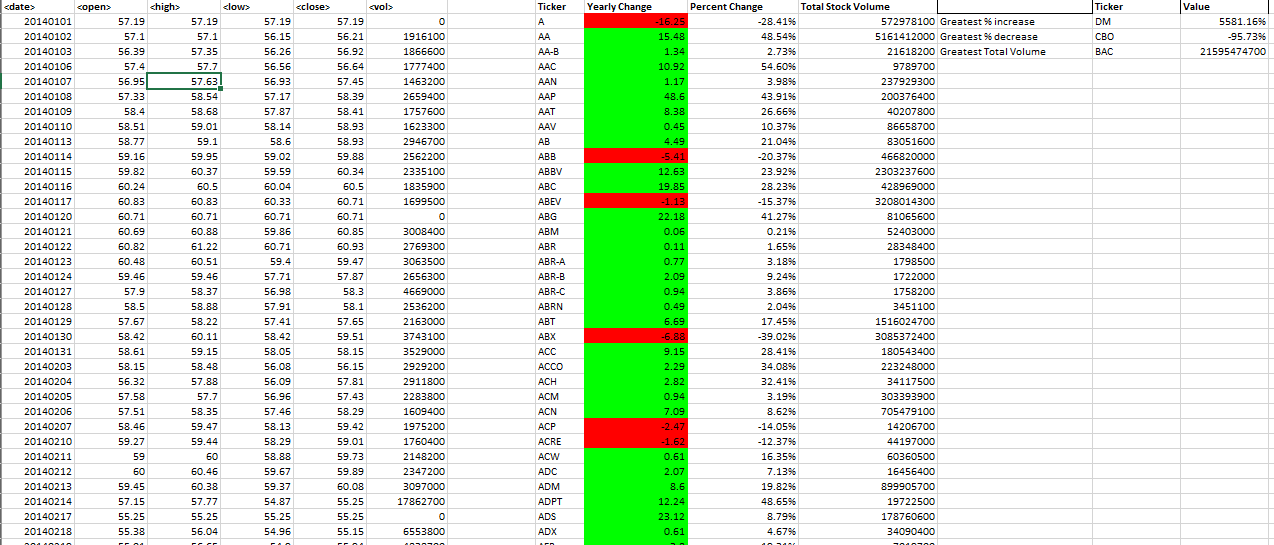 <date> <open> <high> <low> <close> <vol> Ticker Yearly Change Percent Change Total Stock Volume Ticker Value
20140101 57.19 57.19 57.19 57.19 0 A -16.25 -28.41% 572978100 Greatest % increase DM 5581.16%
20140102 57.1 57.1 56.15 56.21 1916100 AA 15.48 48.54% 5161412000 Greatest % decrease CBO -95.73%
20140103 56.39 57.35 56.26 56.92 1866600 AA-B 1.34 2.73% 21618200 Greatest Total Volume BAC 21595474700
20140106 57.4 57.7 56.56 56.64 1777400 AAC 10.92 54.60% 9789700
20140107 56.95 57.63 56.93 57.45 1463200 AAN 1.17 3.98% 237929300
20140108 57.33 58.54 57.17 58.39 2659400 AAP 48.6 43.91% 200376400
20140109 58.4 58.68 57.87 58.41 1757600 AAT 8.38 26.66% 40207800
20140110 58.51 59.01 58.14 58.93 1623300 AAV 0.45 10.37% 86658700
20140113 58.77 59.1 58.6 58.93 2946700 AB 4.49 21.04% 83051600
20140114 59.16 59.95 59.02 59.88 2562200 ABB -5.41 -20.37% 466820000
20140115 59.82 60.37 59.59 60.34 2335100 ABBV 12.63 23.92% 2303237600
20140116 60.24 60.5 60.04 60.5 1835900 ABC 19.85 28.23% 428969000
20140117 60.83 60.83 60.33 60.71 1699500 ABEV -1.13 -15.37% 3208014300
20140120 60.71 60.71 60.71 60.71 0 ABG 22.18 41.27% 81065600
20140121 60.69 60.88 59.86 60.85 3008400 ABM 0.06 0.21% 52403000
20140122 60.82 61.22 60.71 60.93 2769300 ABR 0.11 1.65% 28348400
20140123 60.48 60.51 59.4 59.47 3063500 ABR-A 0.77 3.18% 1798500
20140124 59.46 59.46 57.71 57.87 2656300 ABR-B 2.09 9.24% 1722000
20140127 57.9 58.37 56.98 58.3 4669000 ABR-C 0.94 3.86% 1758200
20140128 58.5 58.88 57.91 58.1 2536200 ABRN 0.49 2.04% 3451100
20140129 57.67 58.22 57.41 57.65 2163000 ABT 6.69 17.45% 1516024700
20140130 58.42 60.11 58.42 59.51 3743100 ABX -6.88 -39.02% 3085372400
20140131 58.61 59.15 58.05 58.15 3529000 ACC 9.15 28.41% 180543400
20140203 58.15 58.48 56.08 56.15 2929200 ACCO 2.29 34.08% 223248000
20140204 56.32 57.88 56.09 57.81 2911800 ACH 2.82 32.41% 34117500
20140205 57.58 57.7 56.96 57.43 2283800 ACM 0.94 3.19% 303393900
20140206 57.51 58.35 57.46 58.29 1609400 ACN 7.09 8.62% 705479100
20140207 58.46 59.47 58.13 59.42 1975200 ACP -2.47 -14.05% 14206700
20140210 59.27 59.44 58.29 59.01 1760400 ACRE -1.62 -12.37% 44197000
20140211 59 60 58.88 59.73 2148200 ACW 0.61 16.35% 60360500
20140212 60 60.46 59.67 59.89 2347200 ADC 2.07 7.13% 16456400
20140213 59.45 60.38 59.37 60.08 3097000 ADM 8.6 19.82% 899905700
20140214 57.15 57.77 54.87 55.25 17862700 ADPT 12.24 48.65% 19722500
20140217 55.25 55.25 55.25 55.25 0 ADS 23.12 8.79% 178760600
20140218 55.38 56.04 54.96 55.15 6553800 ADX 0.61 4.67% 34090400